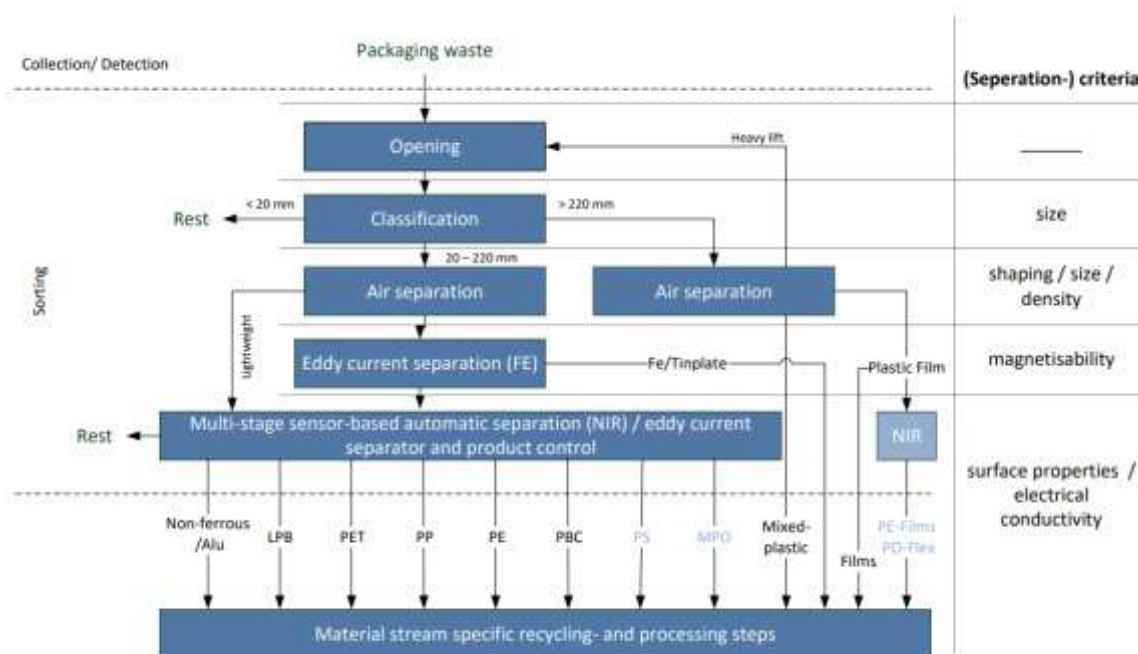 Packaging waste
Collection/ Detection
(Seperation-) criteria
Opening
Heavy lift
Rest
< 20 mm
Classification
> 220 mm
size
20 – 220 mm
Sorting
Air separation
Air separation
shaping / size /
density
Lightweight
Eddy current separation (FE)
Fe/Tinplate
Plastic Film
magnetisability
Rest
Multi-stage sensor-based automatic separation (NIR) / eddy current
separator and product control
NIR
surface properties /
electrical
conductivity
Non-ferrous
/Alu
LPB
PET
PP
PE
PBC
PS
MPO
Mixed-
plastic
Films
PE-Films
PO-Flex
Material stream specific recycling- and processing steps